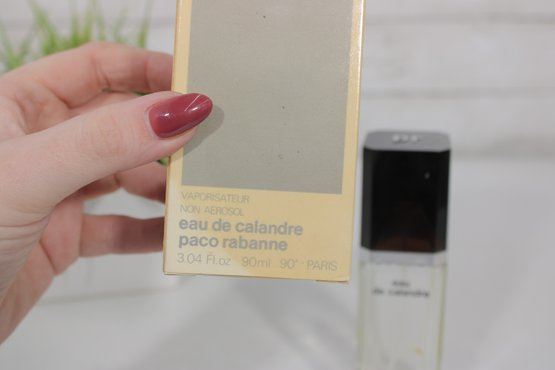 VAPORISATEUR
NON AEROSOL
eau de calandre
paco rabanne
3.04 Fl.oz 90ml 90° PARIS
eau
de calandre